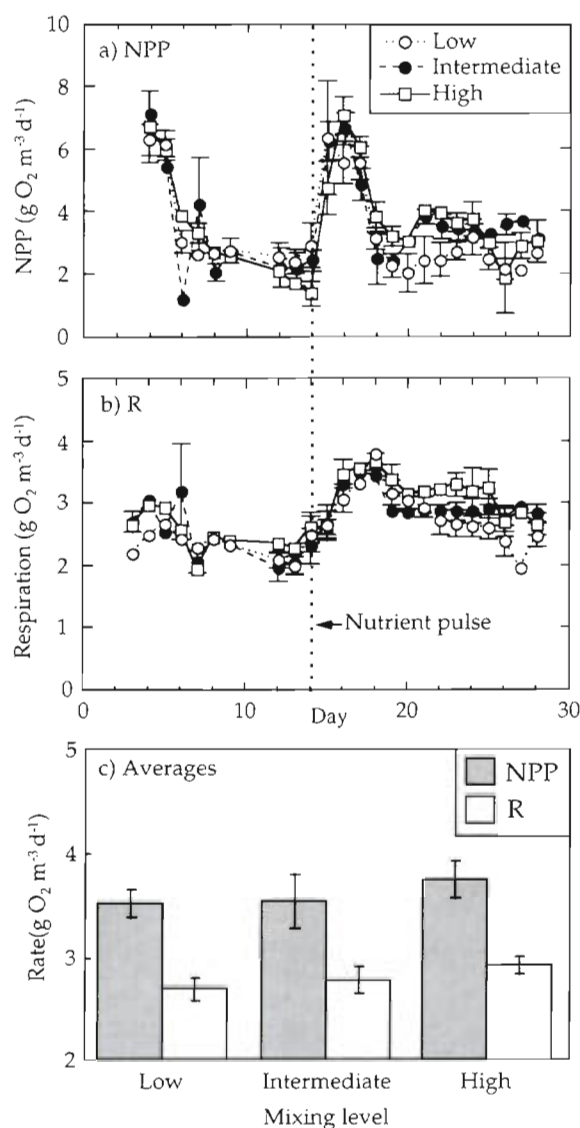 a) NPP
Low
Intermediate
High
10
8
6
4
2
0
NPP (g O₂ m⁻³ d⁻¹)
b) R
5
4
3
2
1
0
Respiration (g O₂ m⁻³ d⁻¹)
Nutrient pulse
0 10 20 30
Day
c) Averages
NPP
R
5
4
3
2
Rate(g O₂ m⁻³ d⁻¹)
Low Intermediate High
Mixing level